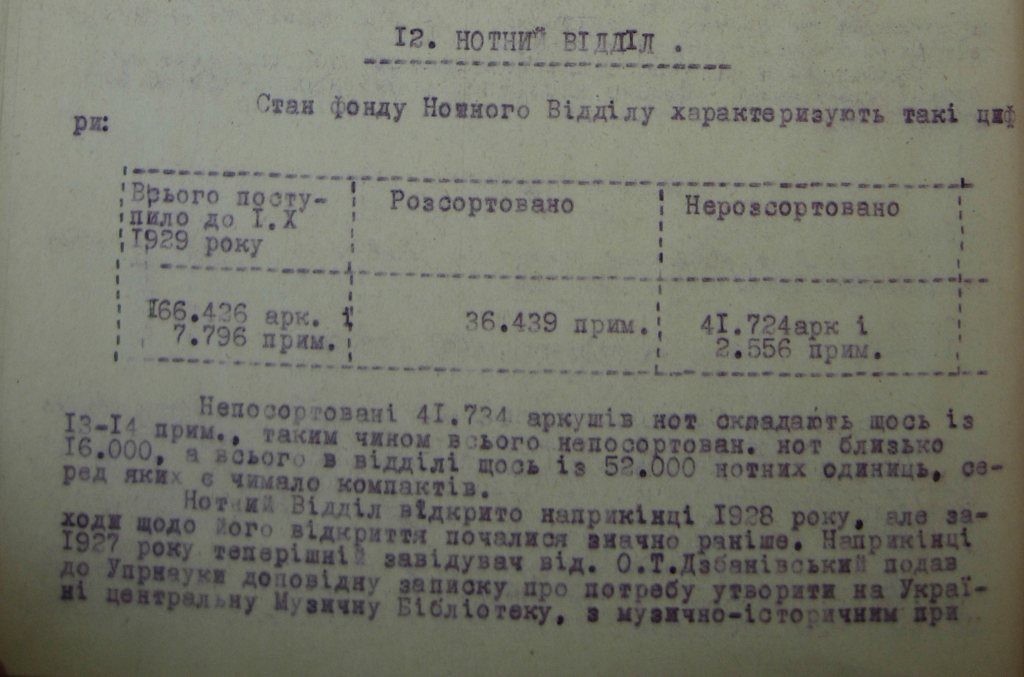 12. НОТНИЙ ВІДДІЛ .
Стан фонду Нотного Відділу характеризують такі циф
ри:
Всього посту-
пило до І.Х
1929 року
Розсортовано
Нерозсортовано
166.426 арк. і
7.796 прим.
36.439 прим.
41.724арк і
2.556 прим.
Непосортовані 41.734 аркушів нот складають щось із
13-14 прим., таким чином всього непосортован. нот близько
16.000, а всього в відділі щось із 52.000 нотних одиниць, се-
ред яких є чимало компактів.
Нотний Відділ відкрито наприкінці 1928 року, але за-
ходи щодо його відкриття почалися значно раніше. Наприкінці
1927 року теперішній завідувач від. О.Т.Дзбанівський подав
до Упрнауки доповідну записку про потребу утворити на Украї-
ні центральну Музичну Бібліотеку, з музично-історичним при